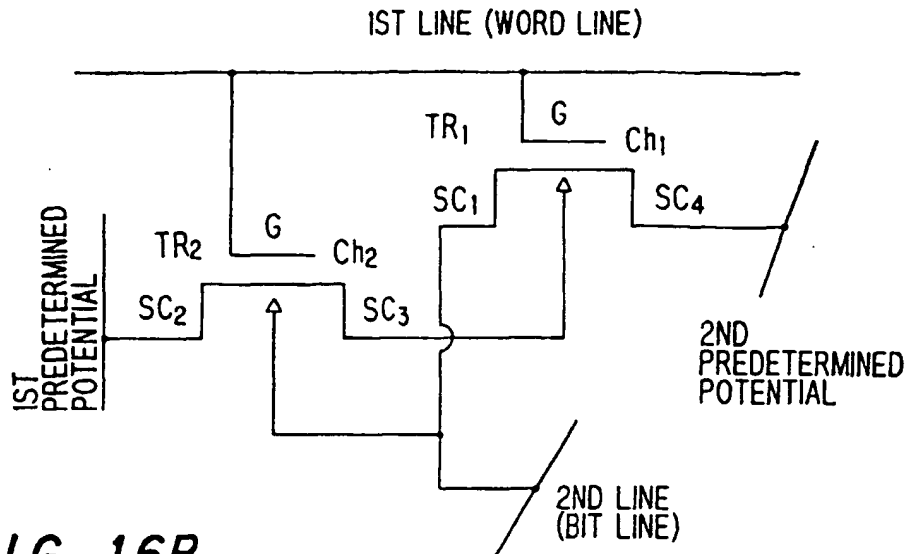 1ST LINE (WORD LINE)
G
TR1
Ch1
SC1
SC4
G
TR2
Ch2
SC2
SC3
1ST
PREDETERMINED
POTENTIAL
2ND
PREDETERMINED
POTENTIAL
2ND LINE
(BIT LINE)
16B